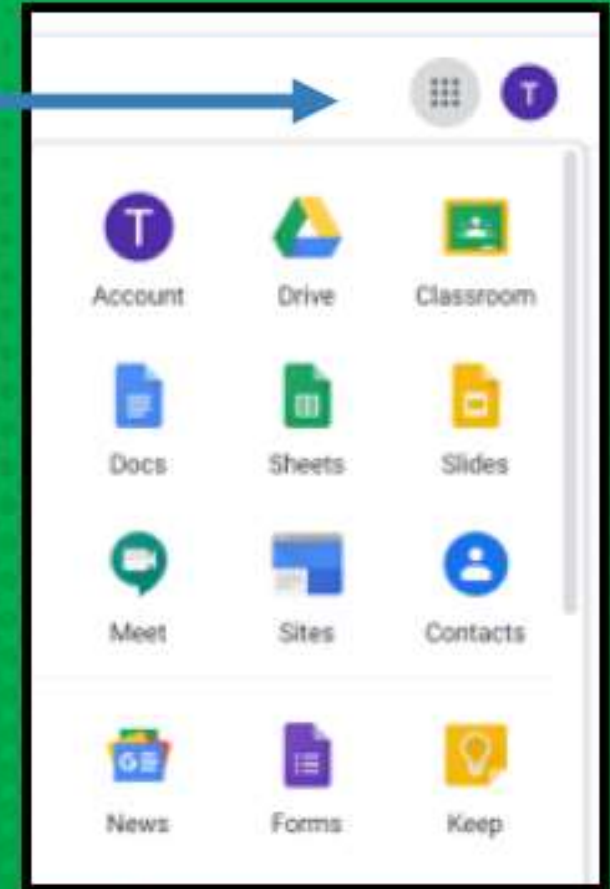 T
T
Account Drive Classroom
Docs Sheets Slides
Meet Sites Contacts
G
News Forms Keep